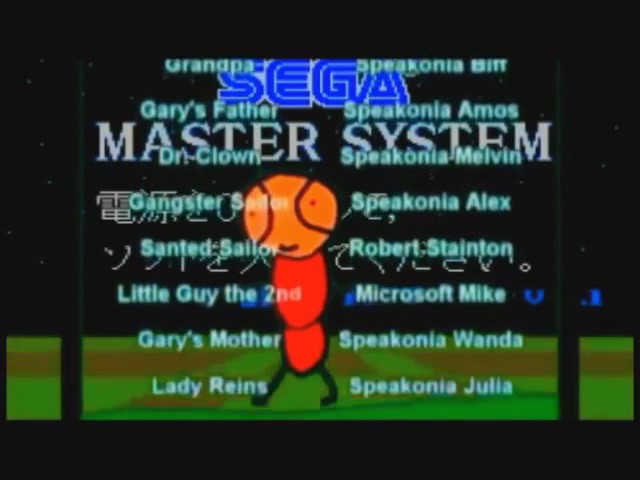 Grandpa Speakonia Biff
SEGA
Gary's Father Speakonia Amos
MASTER SYSTEM
Dr. Clown Speakonia Melvin
電源を
Gangster Sailor Speakonia Alex
Santed Sailor Robert Stainton
ソフトを てください。
Little Guy the 2nd Microsoft Mike
Gary's Mother Speakonia Wanda
Lady Reins Speakonia Julia